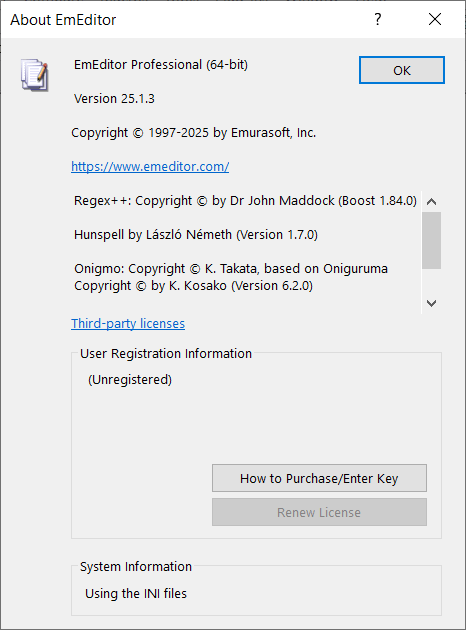 About EmEditor
?
EmEditor Professional (64-bit)
OK
Version 25.1.3
Copyright © 1997-2025 by Emurasoft, Inc.
https://www.emeditor.com/
Regex++: Copyright © by Dr John Maddock (Boost 1.84.0)
Hunspell by László Németh (Version 1.7.0)
Onigmo: Copyright © K. Takata, based on Oniguruma
Copyright © by K. Kosako (Version 6.2.0)
Third-party licenses
User Registration Information
(Unregistered)
How to Purchase/Enter Key
Renew License
System Information
Using the INI files